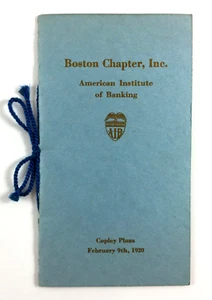 Boston Chapter, Inc.
American Institute
of Banking
AIB
Copley Plaza
February 9th, 1920